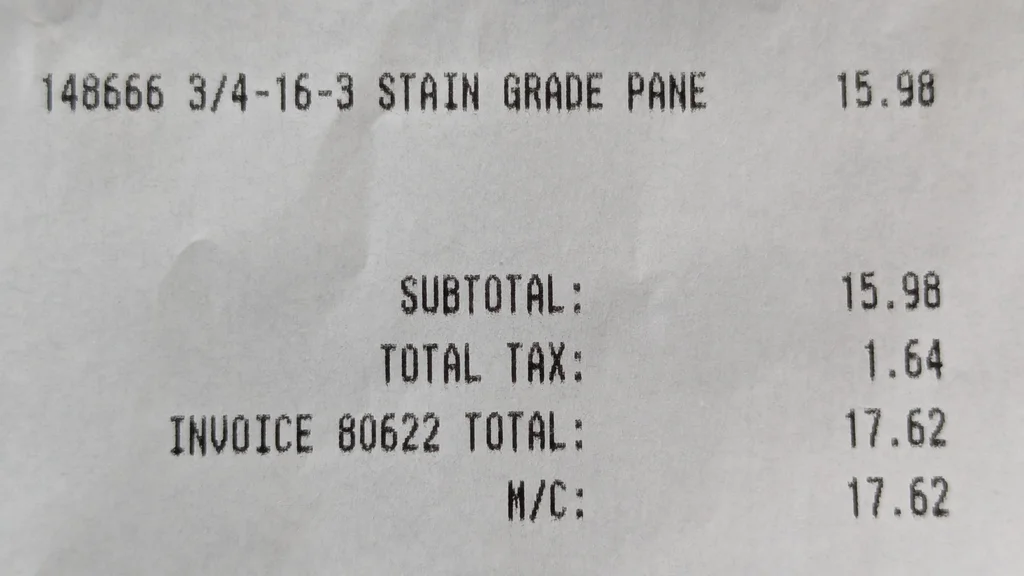 148666 3/4-16-3 STAIN GRADE PANE 15.98
SUBTOTAL: 15.98
TOTAL TAX: 1.64
INVOICE 80622 TOTAL: 17.62
M/C: 17.62